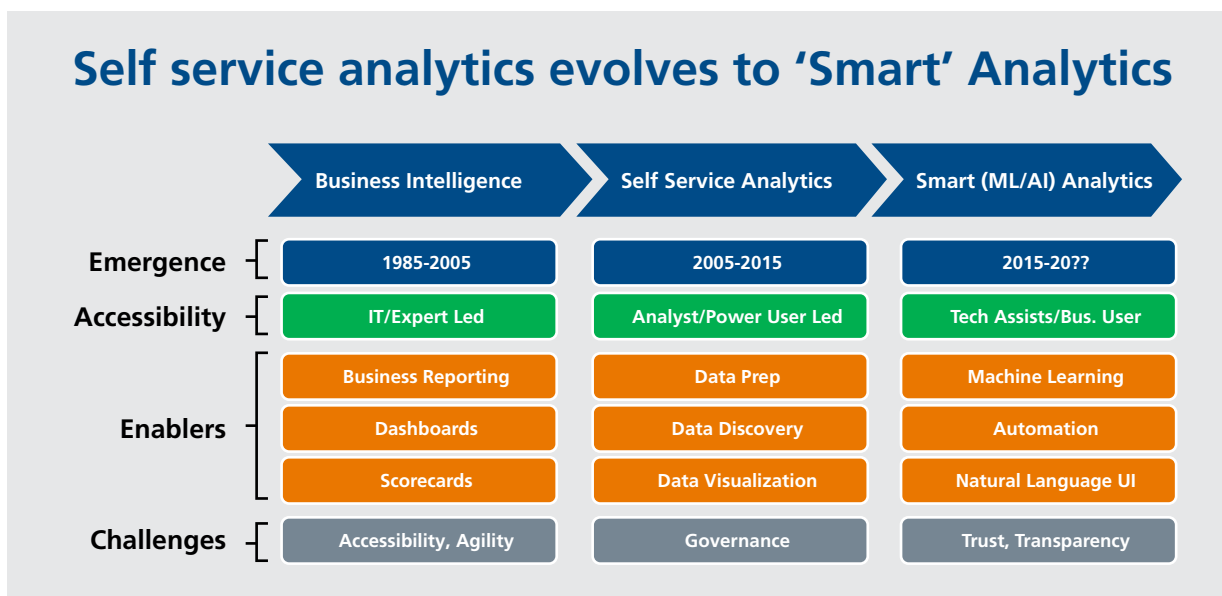 Self service analytics evolves to ‘Smart’ Analytics
Business Intelligence
Self Service Analytics
Smart (ML/AI) Analytics
Emergence
1985-2005
2005-2015
2015-20??
Accessibility
IT/Expert Led
Analyst/Power User Led
Tech Assists/Bus. User
Enablers
Business Reporting
Data Prep
Machine Learning
Dashboards
Data Discovery
Automation
Scorecards
Data Visualization
Natural Language UI
Challenges
Accessibility, Agility
Governance
Trust, Transparency